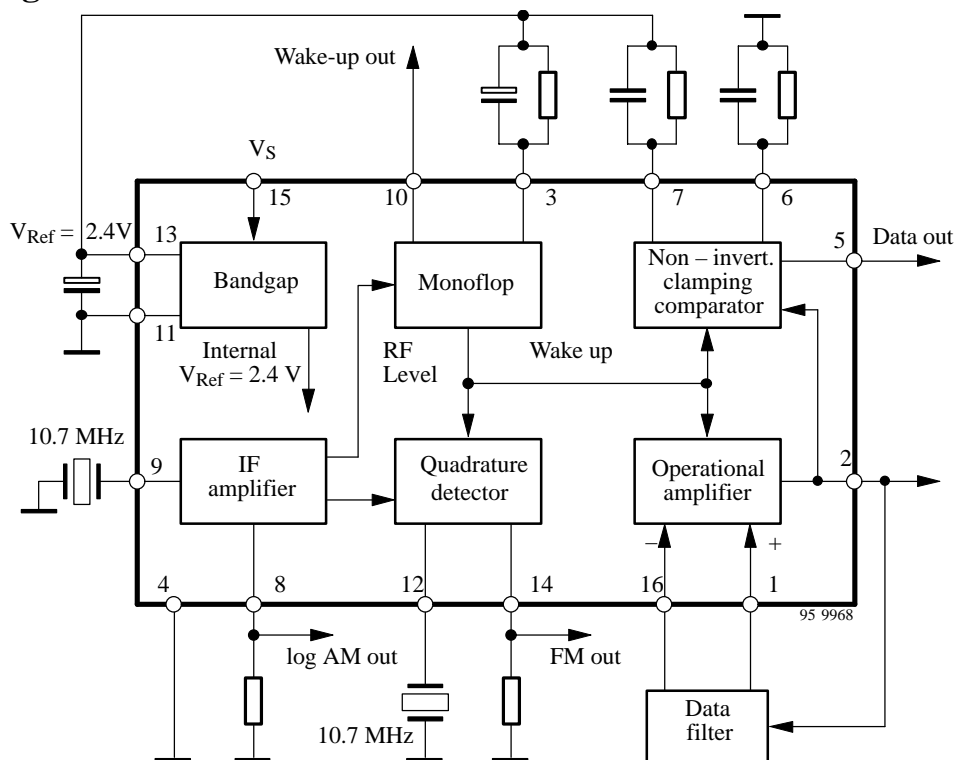 Wake-up out
V_S
15
10
3
7
6
V_Ref = 2.4V
13
5
Data out
Bandgap
Monoflop
Non – invert.
clamping
comparator
11
Internal
V_Ref = 2.4 V
RF
Level
Wake up
10.7 MHz
9
IF
amplifier
Quadrature
detector
Operational
amplifier
2
–
+
4
8
12
14
16
1
95 9968
log AM out
FM out
10.7 MHz
Data
filter